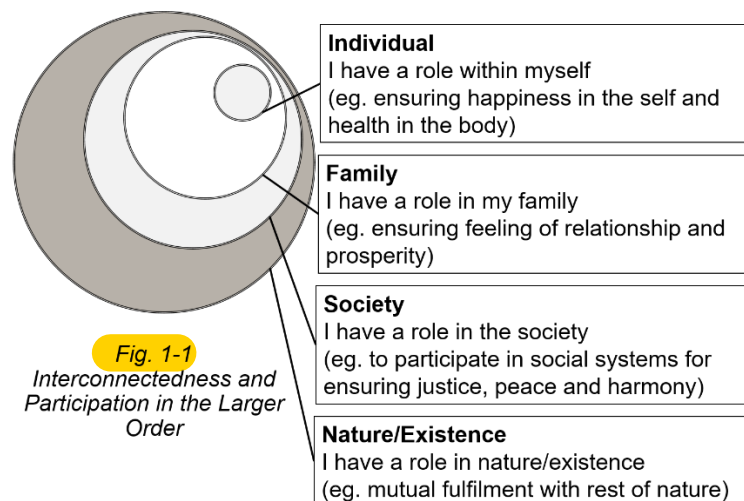 Individual
I have a role within myself
(eg. ensuring happiness in the self and
health in the body)
Family
I have a role in my family
(eg. ensuring feeling of relationship and
prosperity)
Society
I have a role in the society
(eg. to participate in social systems for
ensuring justice, peace and harmony)
Nature/Existence
I have a role in nature/existence
(eg. mutual fulfilment with rest of nature)
Fig. 1-1
Interconnectedness and
Participation in the Larger
Order